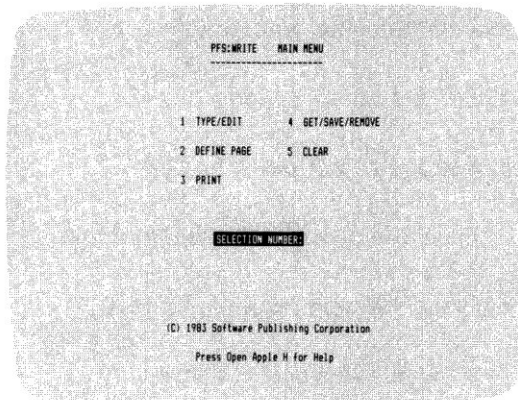 PFS:WRITE MAIN MENU
----------------------
1 TYPE/EDIT 4 GET/SAVE/REMOVE
2 DEFINE PAGE 5 CLEAR
3 PRINT
SELECTION NUMBER:
(C) 1983 Software Publishing Corporation
Press Open Apple H for Help